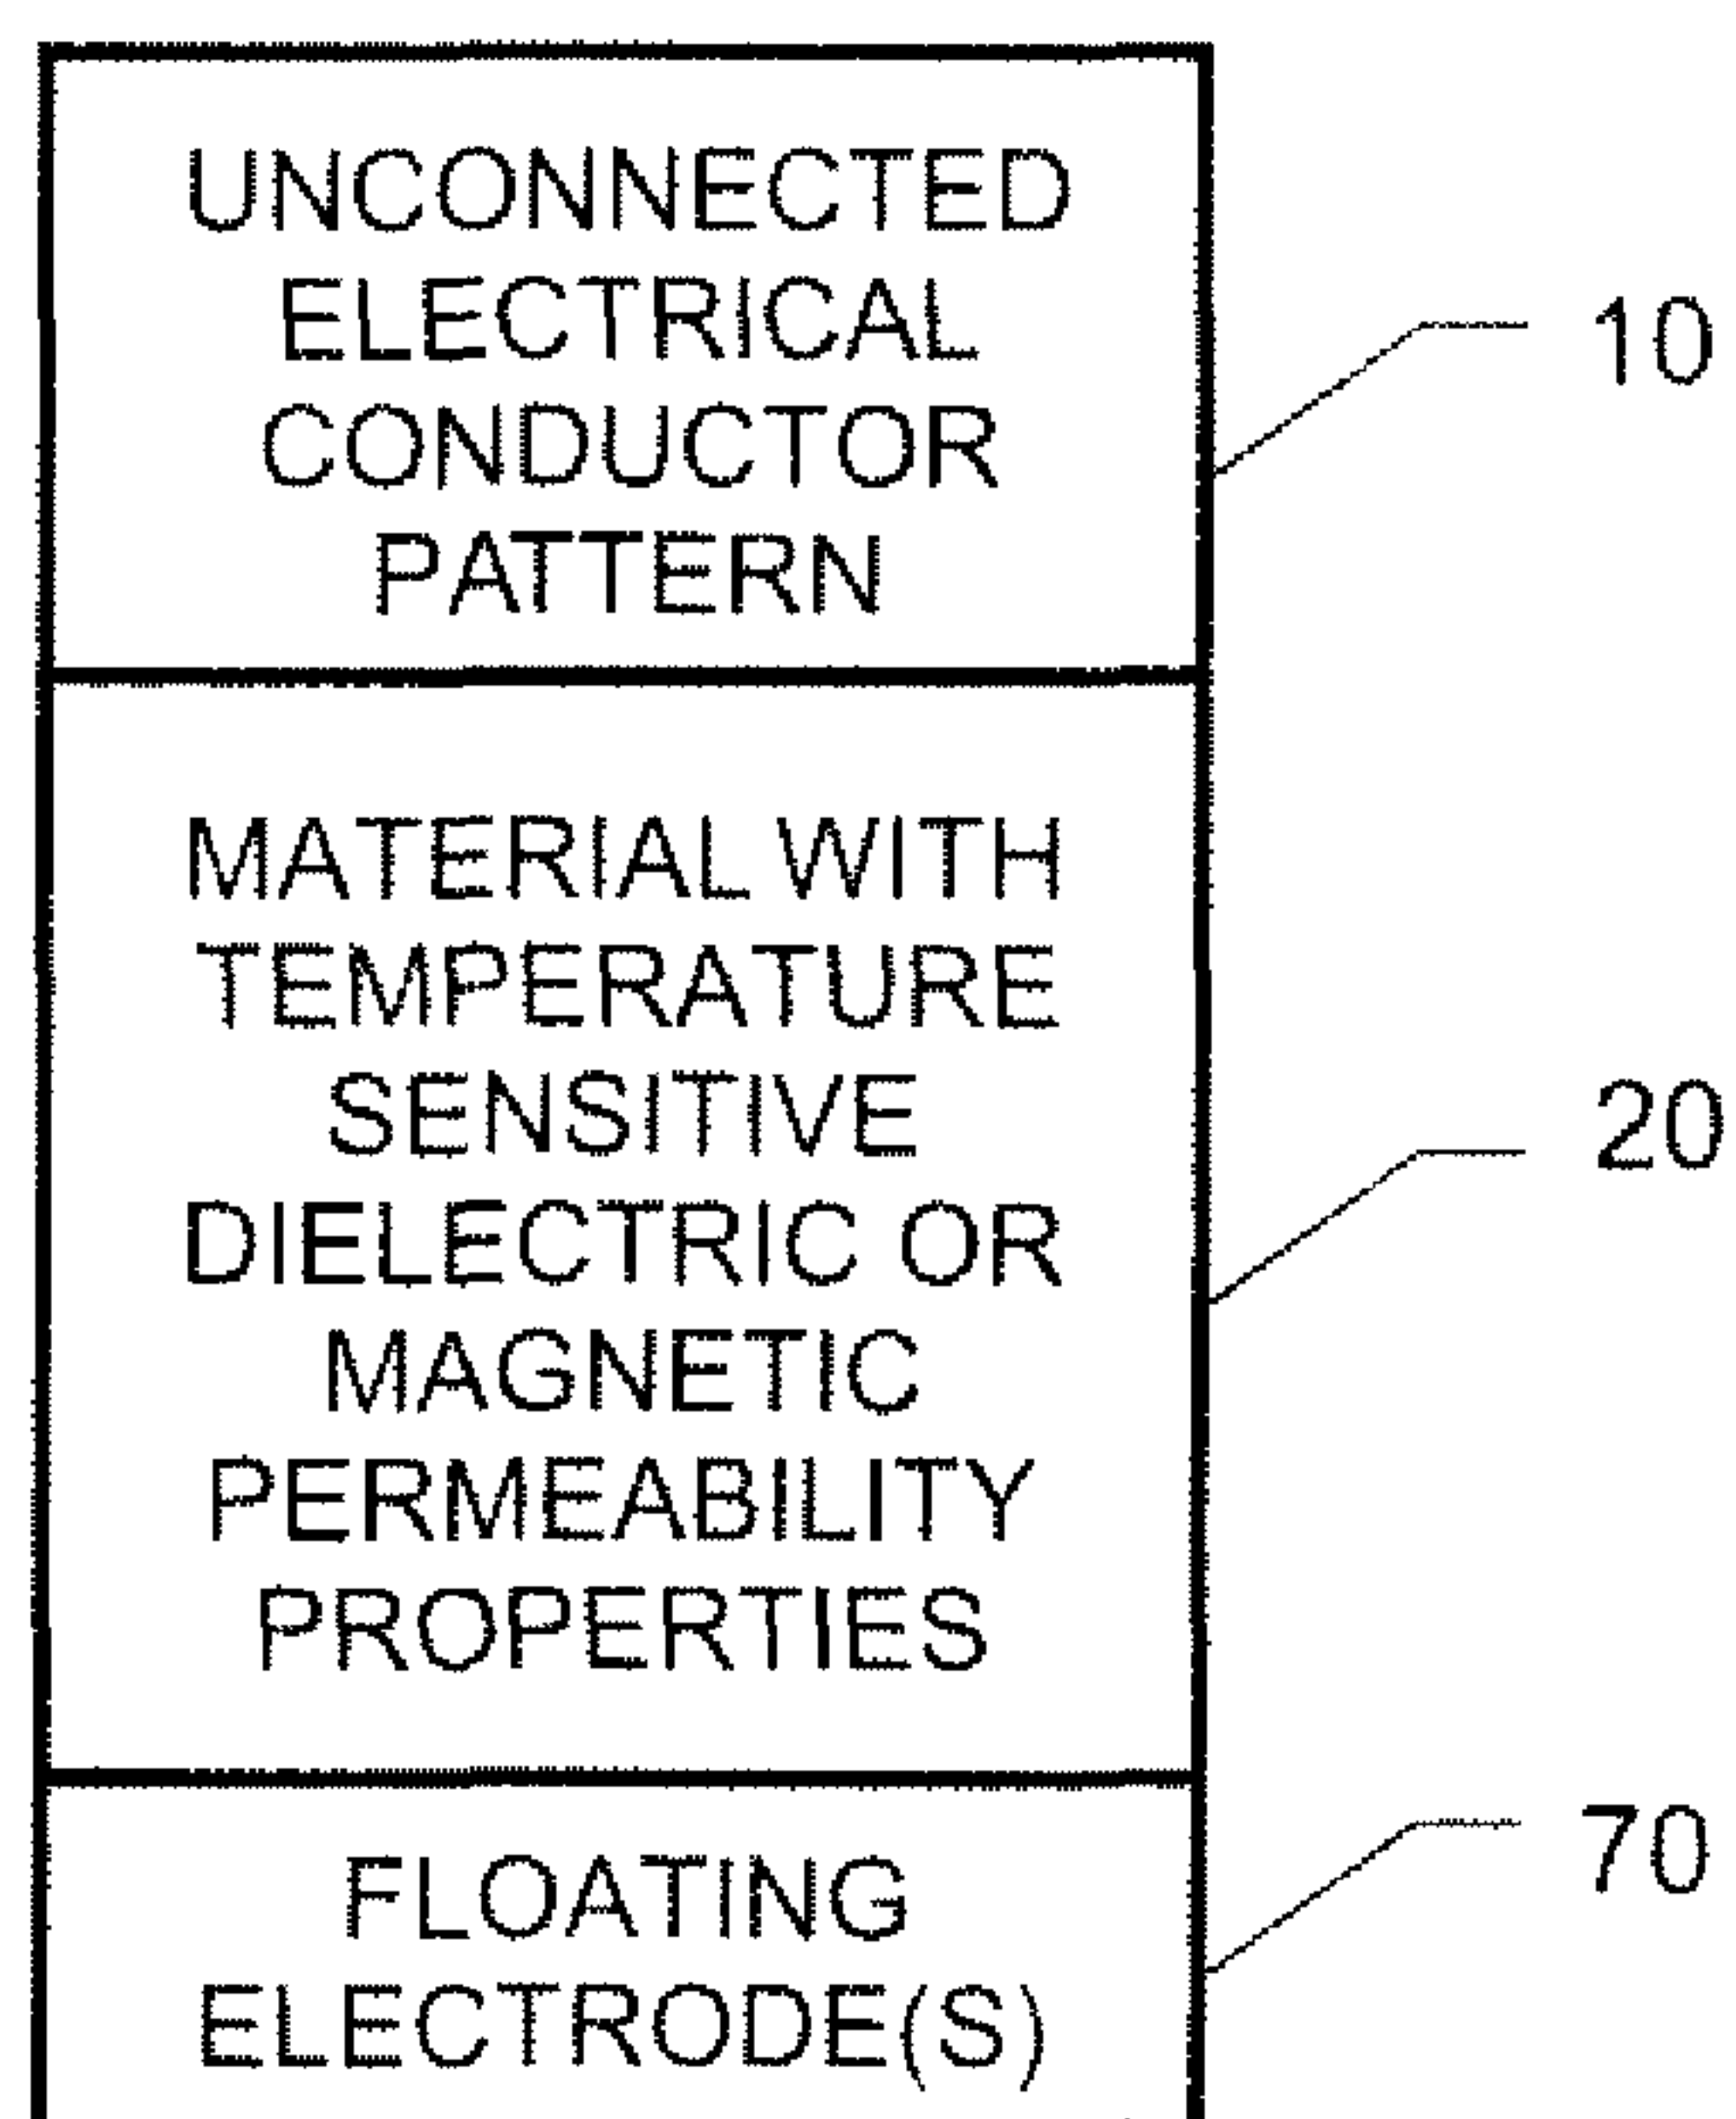 UNCONNECTED
ELECTRICAL
CONDUCTOR
PATTERN
10
MATERIAL WITH
TEMPERATURE
SENSITIVE
DIELECTRIC OR
MAGNETIC
PERMEABILITY
PROPERTIES
20
FLOATING
ELECTRODE(S)
70